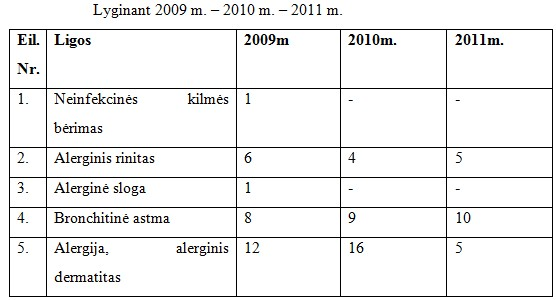 Lyginant 2009 m. – 2010 m. – 2011 m.
Eil. Nr. Ligos 2009m 2010m. 2011m.
1. Neinfekcinės kilmės bėrimas 1 - -
2. Alerginis rinitas 6 4 5
3. Alerginė sloga 1 - -
4. Bronchitinė astma 8 9 10
5. Alergija, alerginis dermatitas 12 16 5